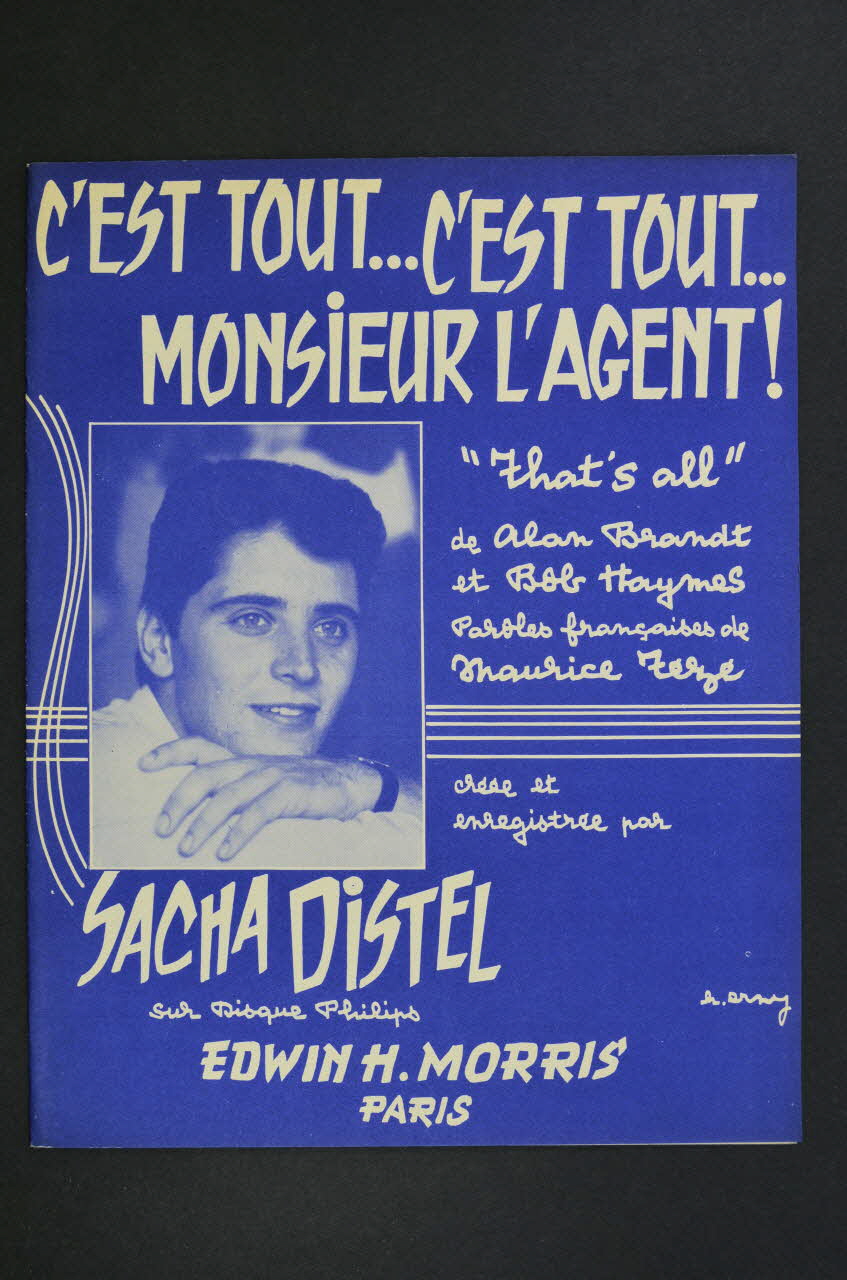 C'EST TOUT... C'EST TOUT...
MONSIEUR L'AGENT !
"That's all"
de Alan Brandt
et Bob Haymes
Paroles françaises de
Maurice Tézé
créée et
enregistrée par
SACHA DISTEL
sur Disque Philips
EDWIN H. MORRIS
PARIS